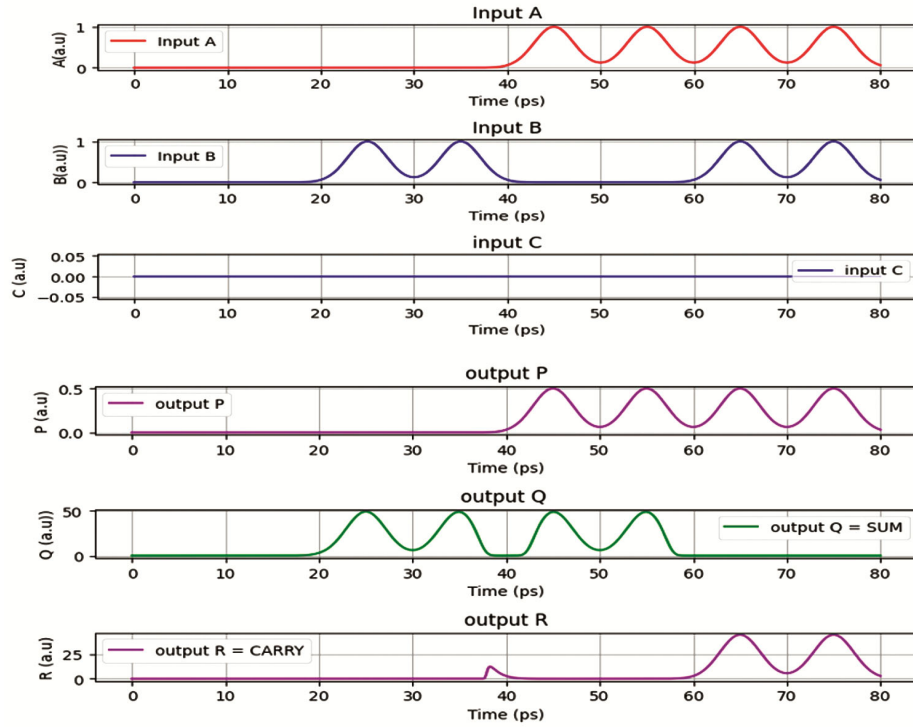 Input A
A(a.u)
1
0
Input A
0 10 20 30 40 50 60 70 80
Time (ps)
Input B
B(a.u))
1
0
Input B
0 10 20 30 40 50 60 70 80
Time (ps)
input C
C (a.u)
0.05
0.00
−0.05
input C
0 10 20 30 40 50 60 70 80
Time (ps)
output P
P (a.u)
0.5
0.0
output P
0 10 20 30 40 50 60 70 80
Time (ps)
output Q
Q (a.u))
50
0
output Q = SUM
0 10 20 30 40 50 60 70 80
Time (ps)
output R
R (a.u)
25
0
output R = CARRY
0 10 20 30 40 50 60 70 80
Time (ps)